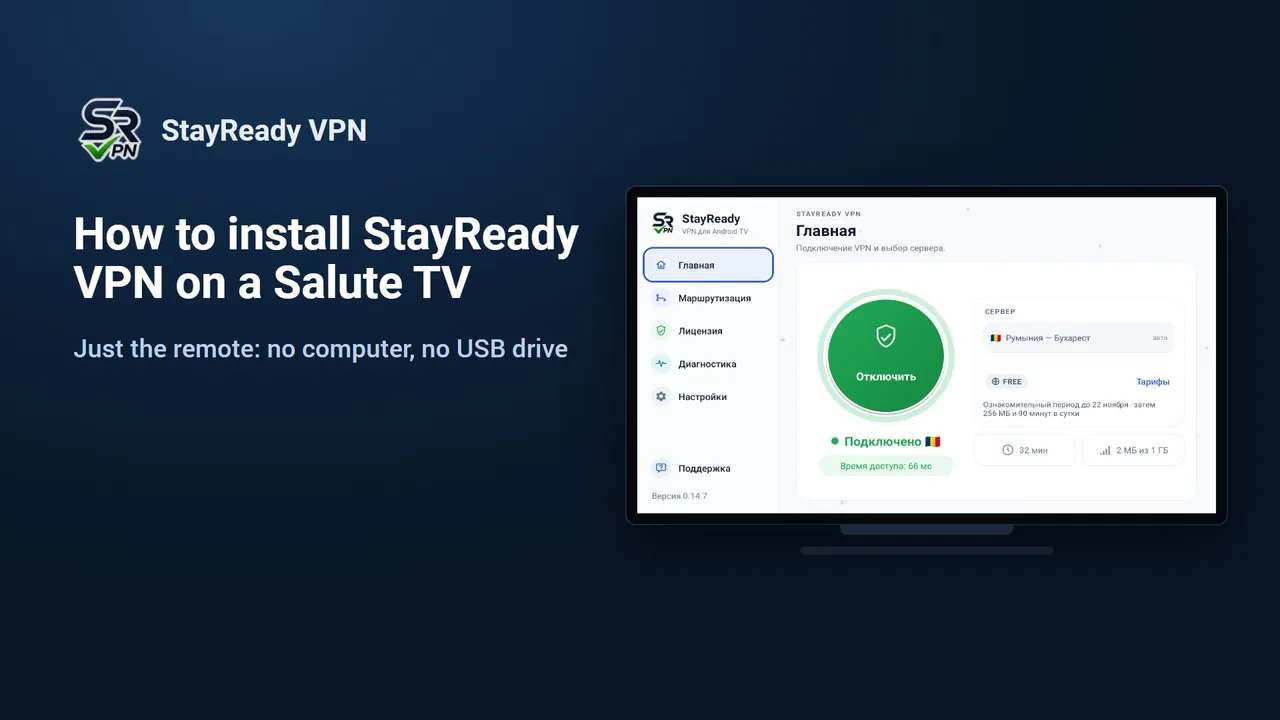 SR
VPN
StayReady VPN
How to install StayReady
VPN on a Salute TV
Just the remote: no computer, no USB drive
SR
VPN
StayReady
VPN для Android TV
Главная
Маршрутизация
Лицензия
Диагностика
Настройки
Поддержка
Версия 0.14.7
STAYREADY VPN
Главная
Подключение VPN и выбор сервера.
Отключить
Подключено
Время доступа: 66 мс
СЕРВЕР
Румыния — Бухарест
авто
FREE
Тарифы
Ознакомительный период до 22 ноября · затем
256 МБ и 90 минут в сутки
32 мин
2 МБ из 1 ГБ